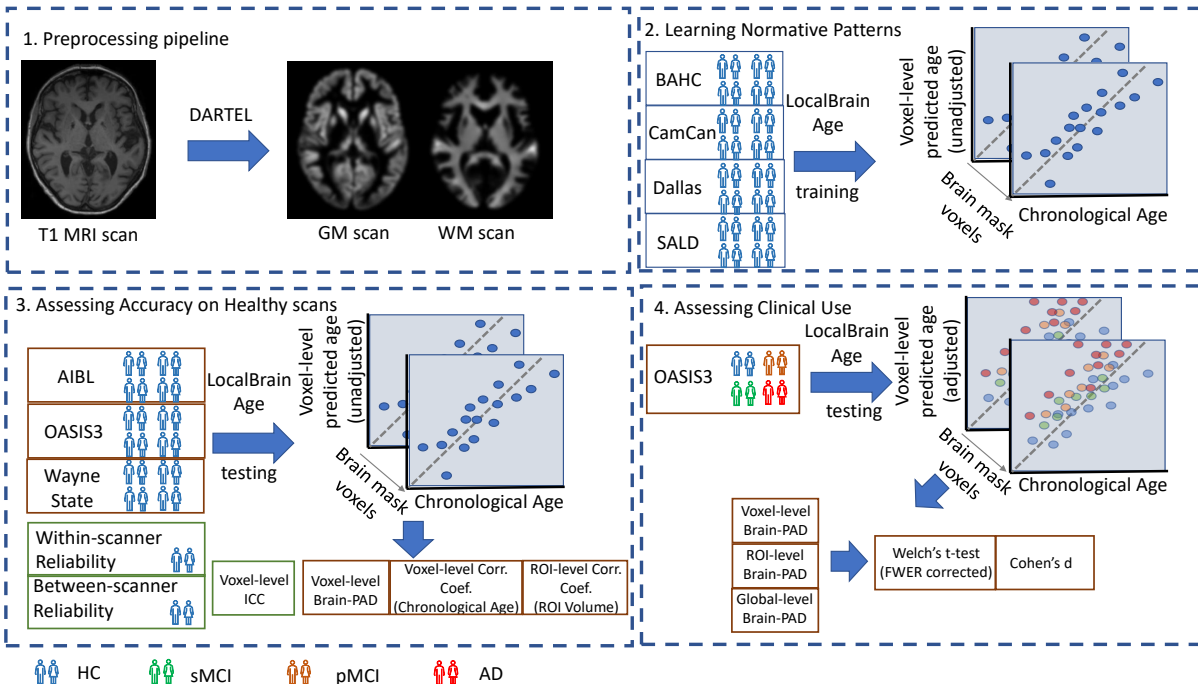 1. Preprocessing pipeline
DARTEL
T1 MRI scan
GM scan
WM scan
2. Learning Normative Patterns
BAHC
CamCan
Dallas
SALD
LocalBrain
Age
training
Voxel-level
predicted age
(unadjusted)
Brain mask
voxels
Chronological Age
3. Assessing Accuracy on Healthy scans
AIBL
OASIS3
Wayne
State
LocalBrain
Age
testing
Voxel-level
predicted age
(unadjusted)
Brain mask
voxels
Chronological Age
Within-scanner
Reliability
Between-scanner
Reliability
Voxel-level
ICC
Voxel-level
Brain-PAD
Voxel-level Corr.
Coef.
(Chronological Age)
ROI-level Corr.
Coef.
(ROI Volume)
4. Assessing Clinical Use
OASIS3
LocalBrain
Age
testing
Voxel-level
predicted age
(adjusted)
Brain mask
voxels
Chronological Age
Voxel-level
Brain-PAD
ROI-level
Brain-PAD
Global-level
Brain-PAD
Welch's t-test
(FWER corrected)
Cohen's d
HC
sMCI
pMCI
AD